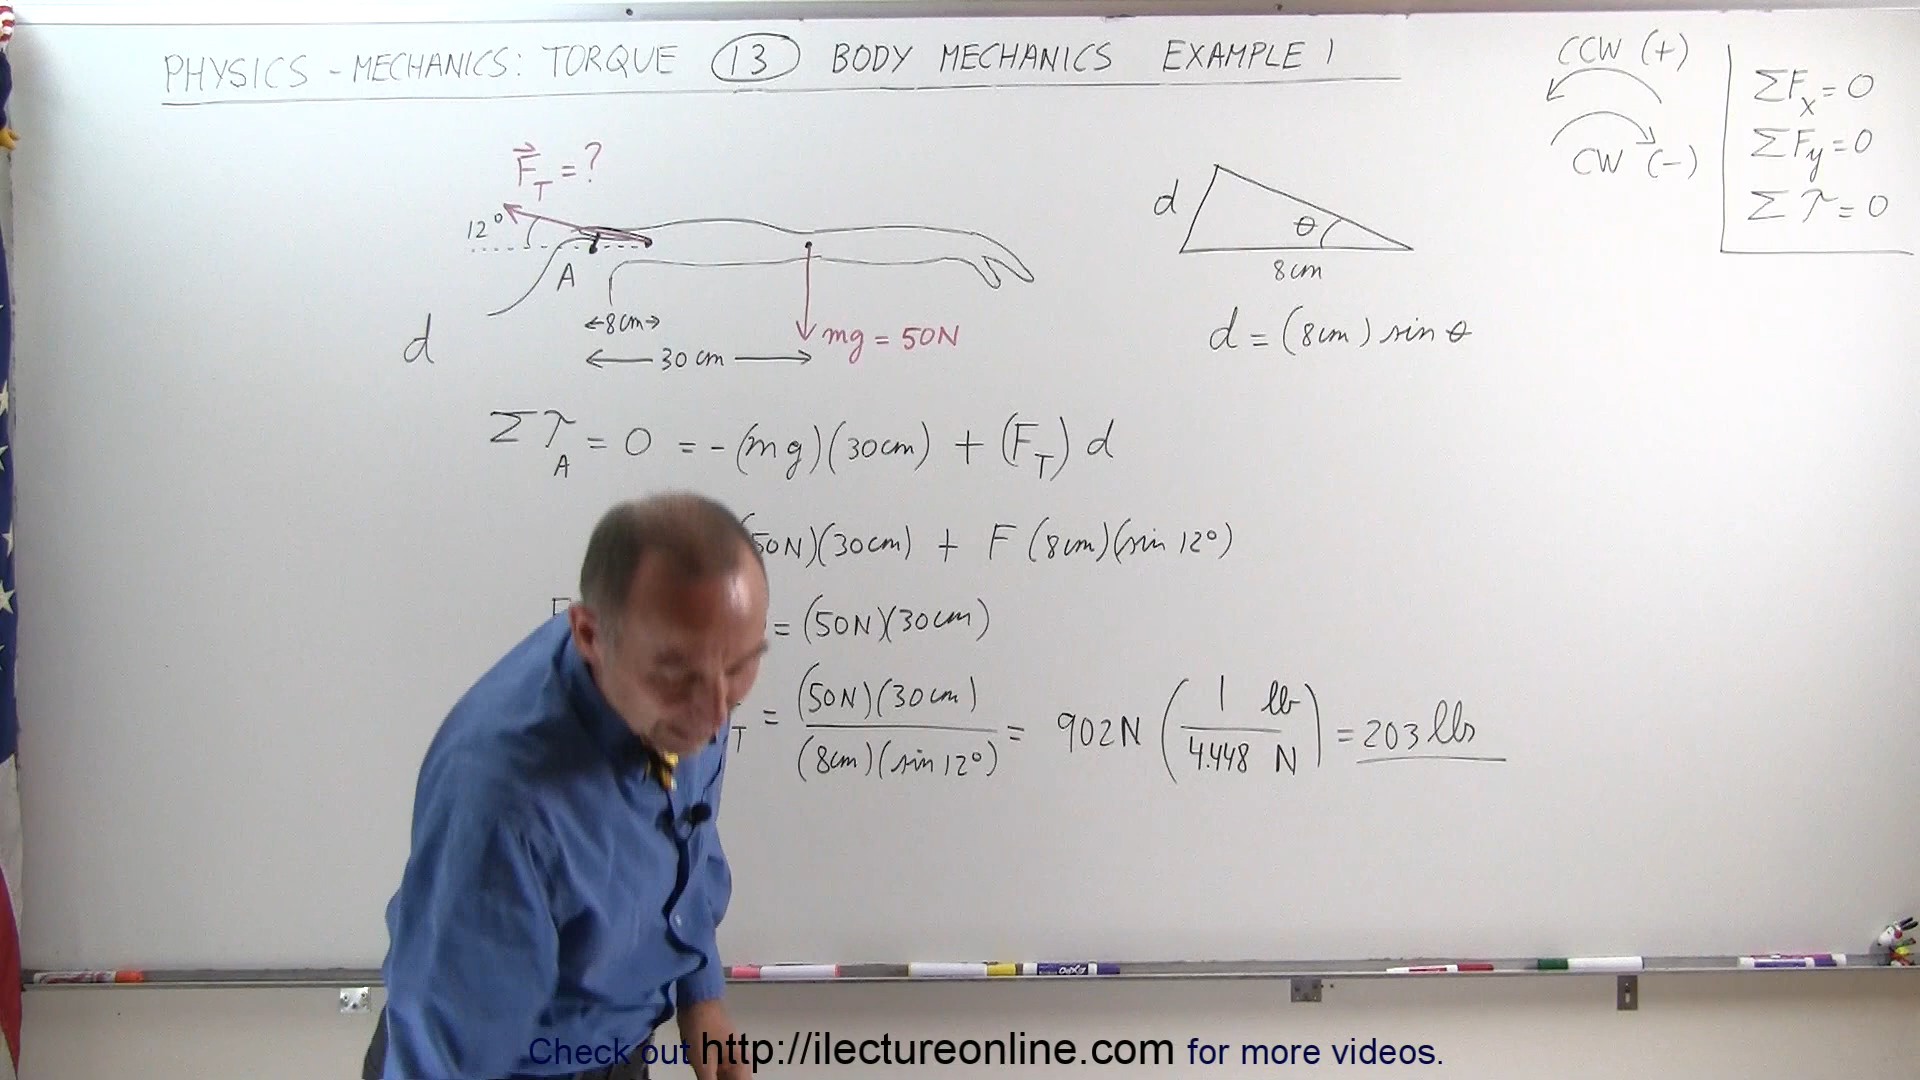 PHYSICS - MECHANICS: TORQUE 13 BODY MECHANICS EXAMPLE 1
CCW (+)
CW (-)
ΣFx = 0
ΣFy = 0
Στ = 0
F⃗T = ?
12°
A
8cm
30 cm
mg = 50N
d
d
θ
8cm
d = (8cm) sin θ
ΣτA = 0 = -(mg)(30cm) + (FT) d
50N)(30cm) + F (8cm)(sin 12°)
= (50N)(30cm)
T = (50N)(30cm) / (8cm)(sin 12°) = 902N (1 lb / 4.448 N) = 203 lbs
Check out http://ilectureonline.com for more videos.